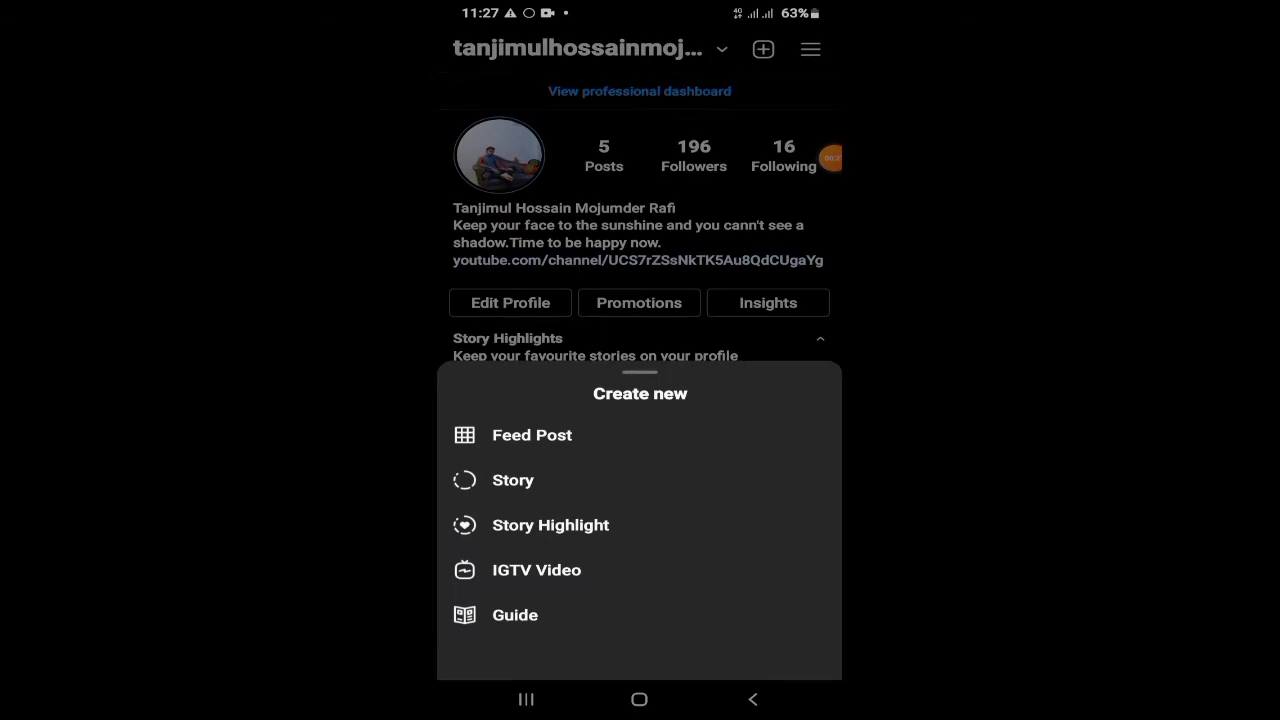 11:27
4G
63%
tanjimulhossainmoj...
View professional dashboard
5
196
16
Posts
Followers
Following
Tanjimul Hossain Mojumder Rafi
Keep your face to the sunshine and you cann't see a
shadow.Time to be happy now.
youtube.com/channel/UCS7rZSsNkTK5Au8QdCUgaYg
Edit Profile
Promotions
Insights
Story Highlights
Keep your favourite stories on your profile
Create new
Feed Post
Story
Story Highlight
IGTV Video
Guide